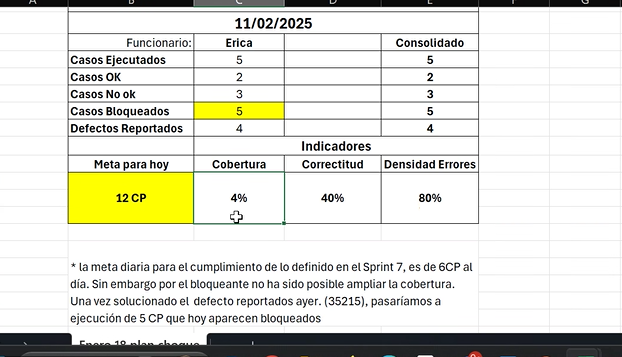 A B C D E F G
11/02/2025
Funcionario: Erica Consolidado
Casos Ejecutados 5 5
Casos OK 2 2
Casos No ok 3 3
Casos Bloqueados 5 5
Defectos Reportados 4 4
Indicadores
Meta para hoy Cobertura Correctitud Densidad Errores
12 CP 4% 40% 80%
* la meta diaria para el cumplimiento de lo definido en el Sprint 7, es de 6CP al
día. Sin embargo por el bloqueante no ha sido posible ampliar la cobertura.
Una vez solucionado el defecto reportados ayer. (35215), pasaríamos a
ejecución de 5 CP que hoy aparecen bloqueados
Enero 18 plan choque